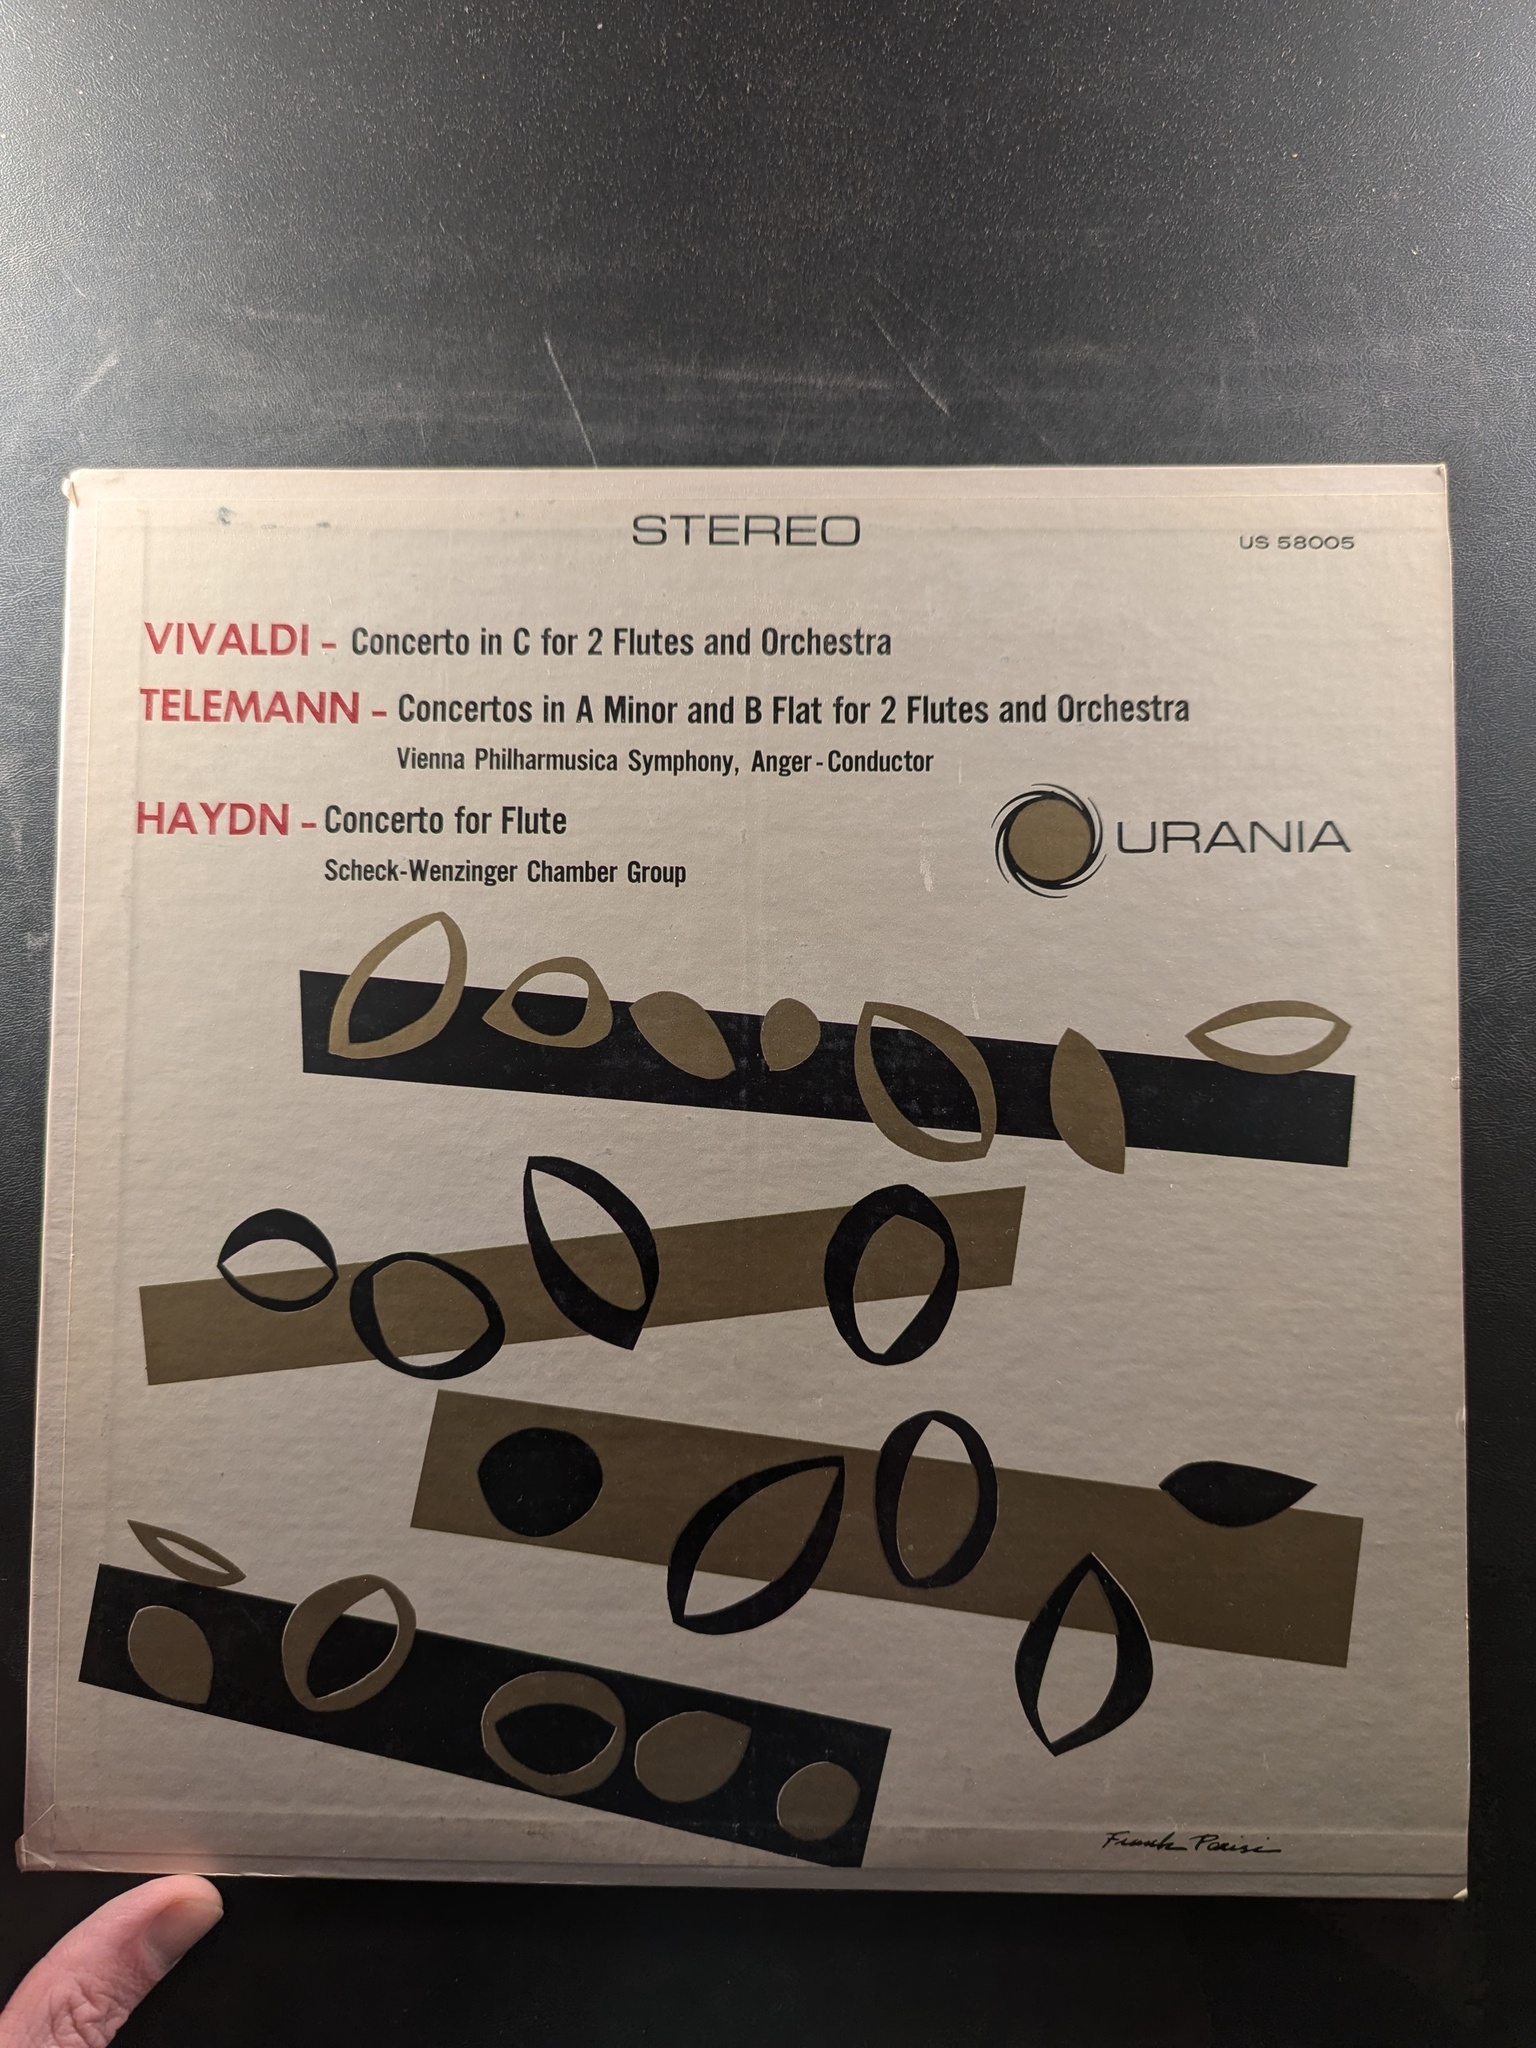 STEREO
US 58005
VIVALDI - Concerto in C for 2 Flutes and Orchestra
TELEMANN - Concertos in A Minor and B Flat for 2 Flutes and Orchestra
Vienna Philharmusica Symphony, Anger-Conductor
HAYDN - Concerto for Flute
Scheck-Wenzinger Chamber Group
URANIA
Frank Parisi